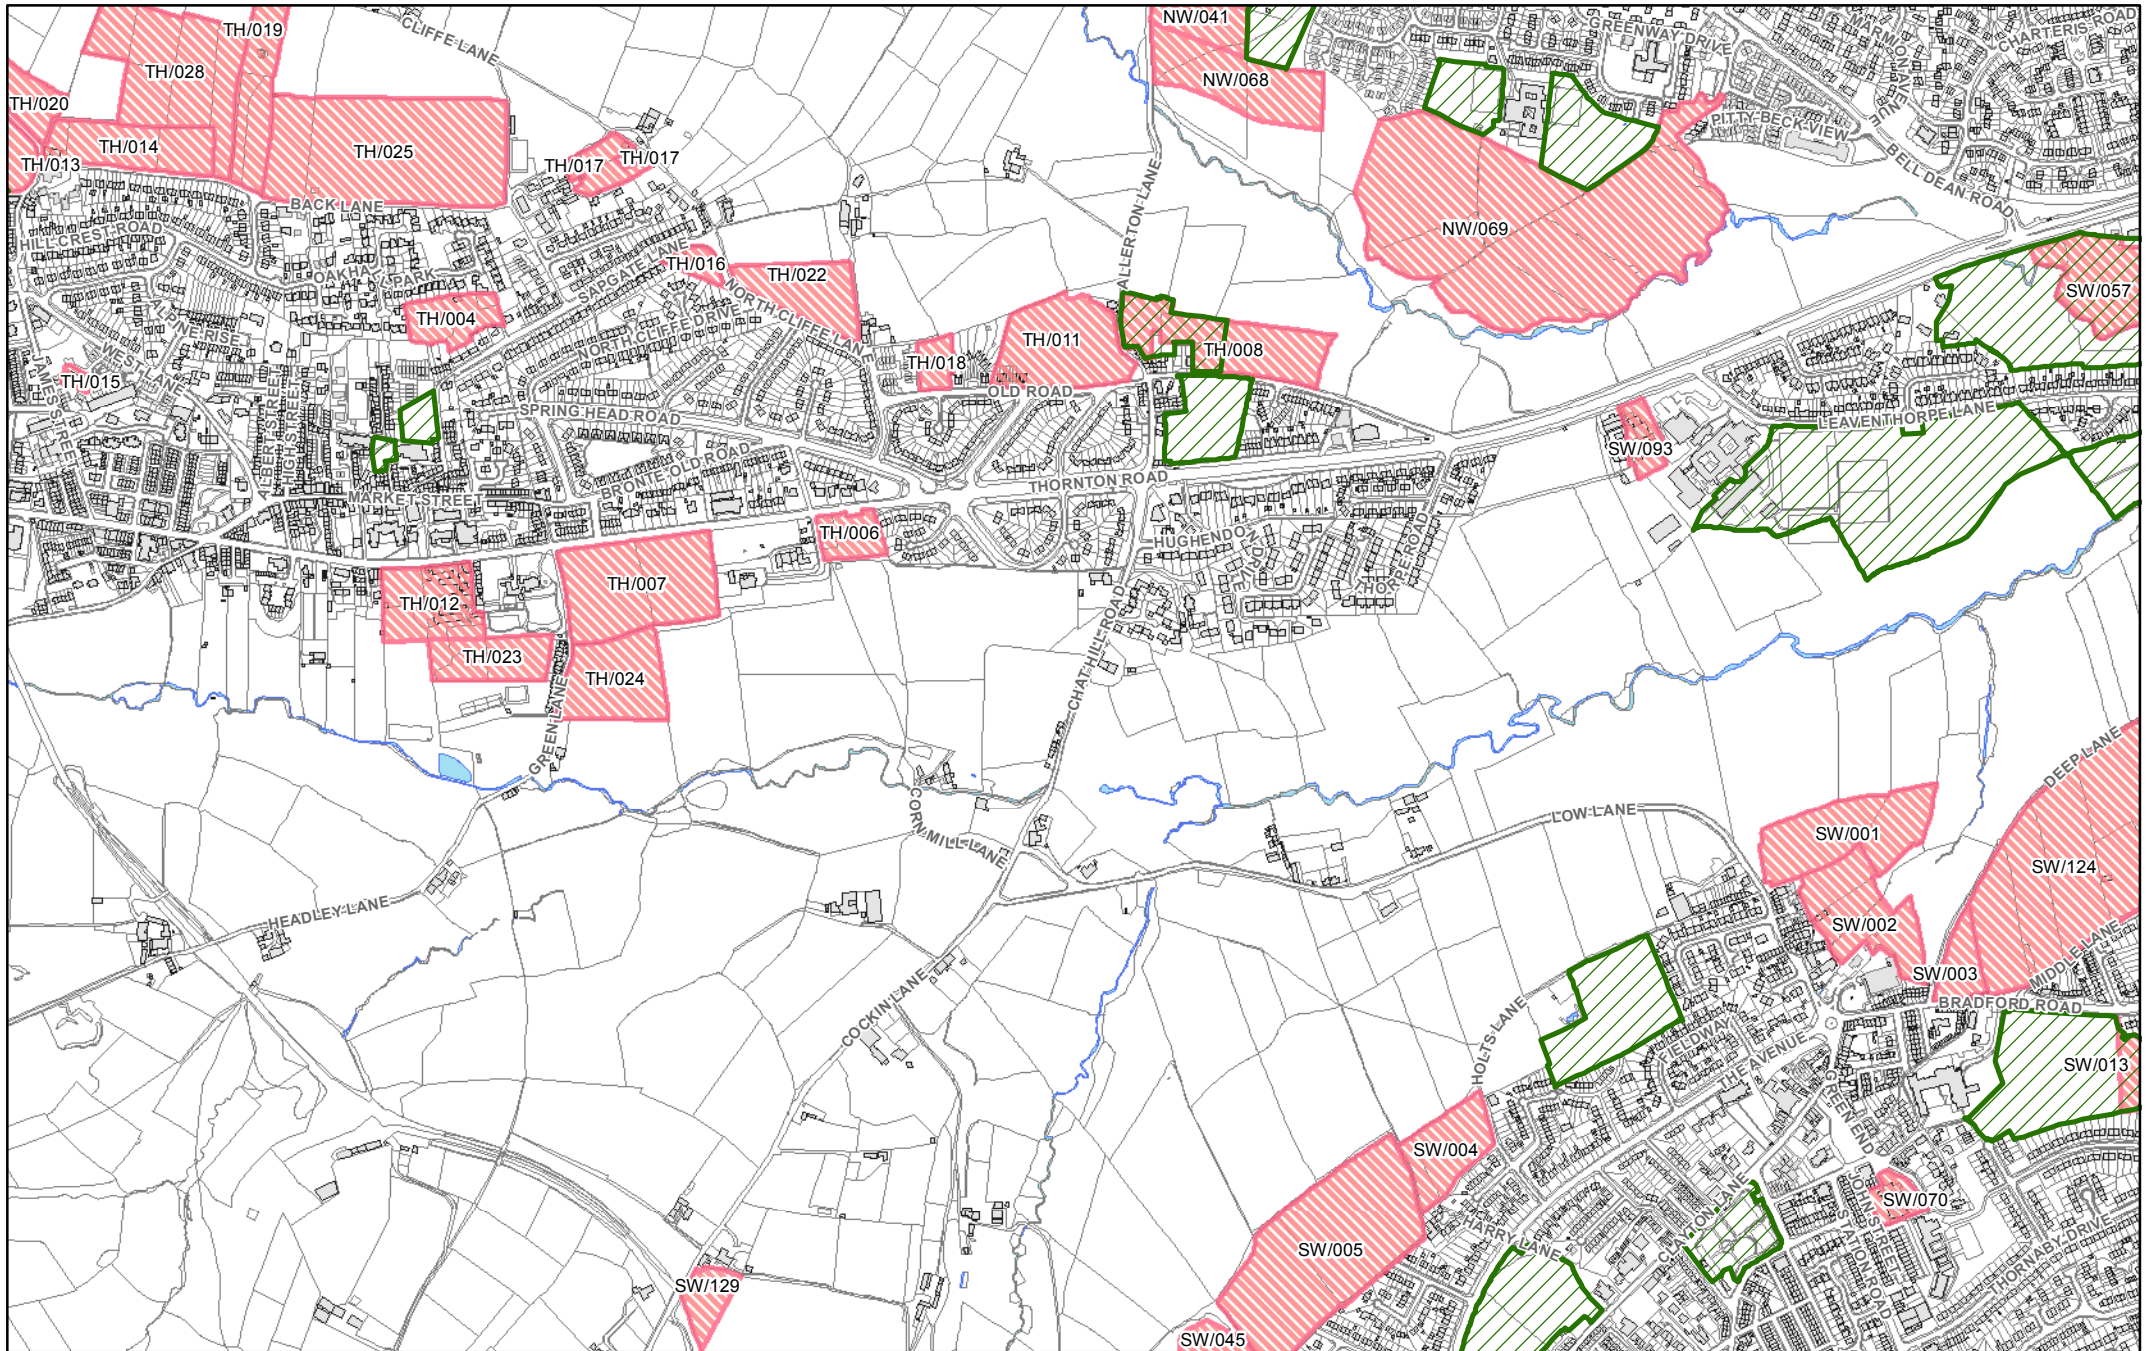 TH/019
CLIFFE LANE
NW/041
GREENWAY DRIVE
MARMION AVENUE
CHARTERIS ROAD
TH/028
NW/068
TH/020
TH/014
TH/025
TH/013
TH/017
TH/017
PITTY BECK VIEW
BELL DEAN ROAD
BACK LANE
HILL CREST ROAD
ALLERTON LANE
NW/069
OAKHALL PARK
SAPGATE LANE
TH/016
TH/022
SW/057
TH/004
ALPINE RISE
NORTH CLIFFE DRIVE
NORTH CLIFFE LANE
TH/018
TH/011
TH/008
WEST LANE
JAMES STREET
TH/015
OLD ROAD
SPRING HEAD ROAD
LEAVENTHORPE LANE
ALBERT STREET
HIGH STREET
SW/093
BRONTE OLD ROAD
MARKET STREET
THORNTON ROAD
TH/006
HUGHENDON DRIVE
HORSE ROAD
TH/007
TH/012
TH/023
TH/024
CHAT HILL ROAD
GREEN LANE
DEEP LANE
CORN MILL LANE
LOW LANE
SW/001
SW/124
HEADLEY LANE
SW/002
MIDDLE LANE
SW/003
BRADFORD ROAD
COCKIN LANE
HOLTS LANE
FIELDWAY
THE AVENUE
SW/013
GREEN END
SW/004
CLAYTON LANE
JOHN STREET
SW/070
STATION ROAD
HARRY LANE
SW/005
THORNABY DRIVE
SW/129
SW/045